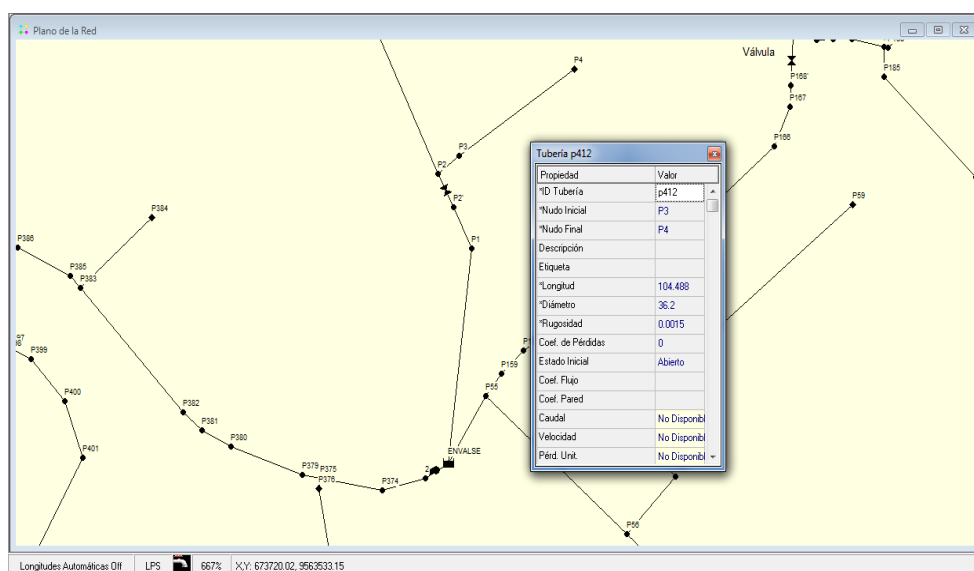 Plano de la Red
Válvula
P185
P168'
P167
P166
P4
P3
P2
P2'
P1
P59
P384
P386
P385
P383
P399
P400
P401
P382
P381
P380
P379 P375
P376
P374
2
ENVALSE
P55
P159
P56
Tubería p412
Propiedad Valor
*ID Tubería p412
*Nudo Inicial P3
*Nudo Final P4
Descripción
Etiqueta
*Longitud 104.488
*Diámetro 36.2
*Rugosidad 0.0015
Coef. de Pérdidas 0
Estado Inicial Abierto
Coef. Flujo
Coef. Pared
Caudal No Disponibl
Velocidad No Disponibl
Pérd. Unit. No Disponibl
Longitudes Automáticas Off LPS 667% X,Y: 673720.02, 9563533.15